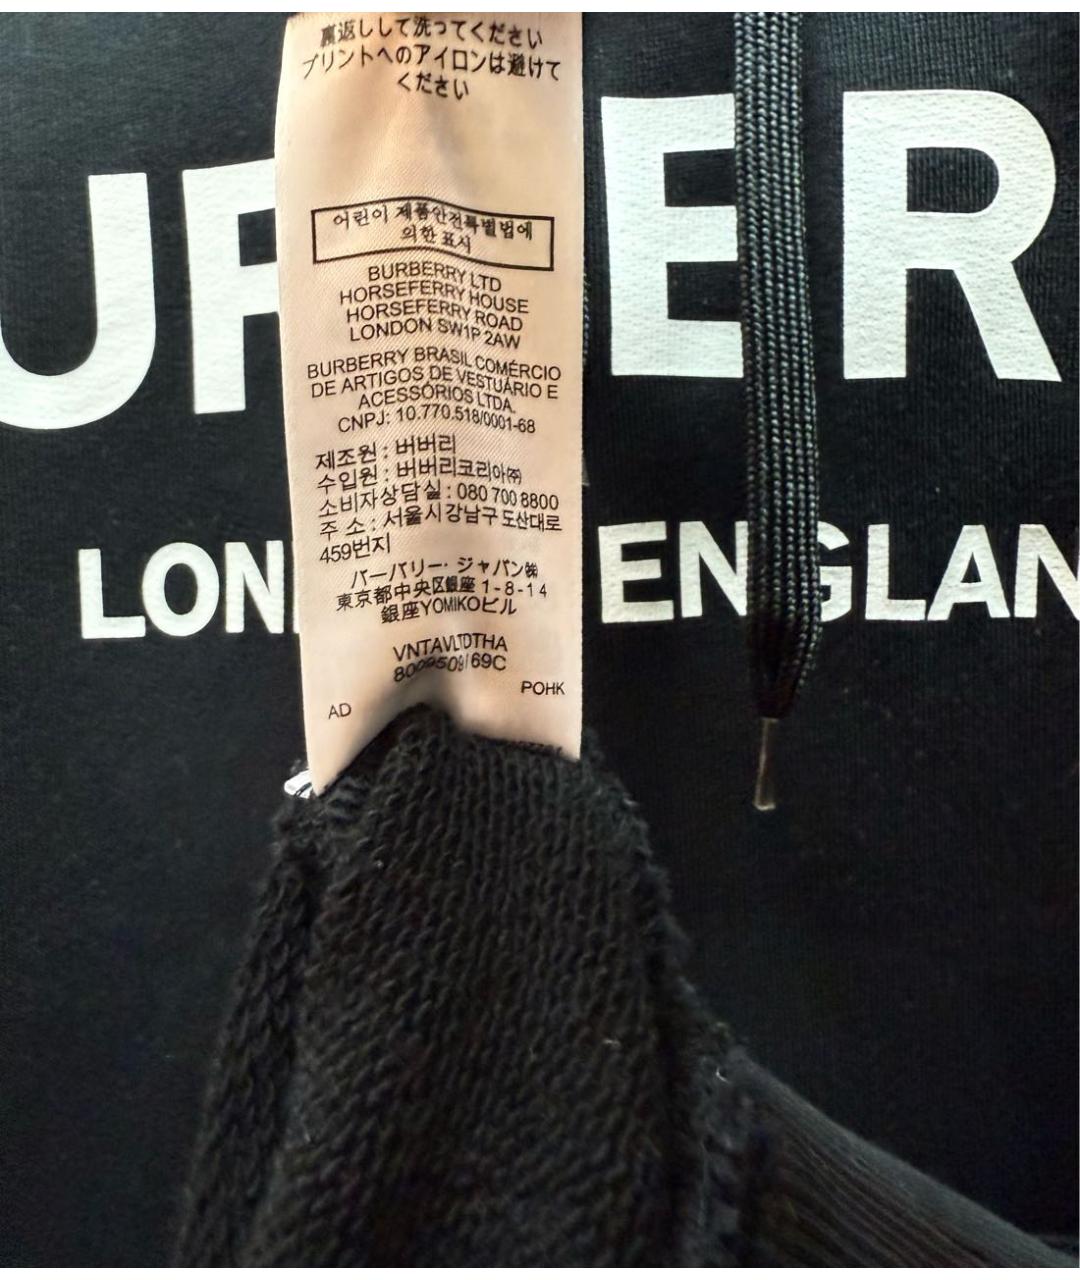 裏返しして洗ってください
プリントへのアイロンは避けて
ください
어린이 제품안전특별법에
의한 표시
BURBERRY LTD
HORSEFERRY HOUSE
HORSEFERRY ROAD
LONDON SW1P 2AW
BURBERRY BRASIL COMÉRCIO
DE ARTIGOS DE VESTUÁRIO E
ACESSÓRIOS LTDA.
CNPJ: 10.770.518/0001-68
제조원 : 버버리
수입원 : 버버리코리아㈜
소비자상담실 : 080 700 8800
주 소 : 서울시 강남구 도산대로
459번지
バーバリー・ジャパン㈱
東京都中央区銀座 1-8-14
銀座YOMIKOビル
VNTAVLTDTHA
8009509/69C
POHK
AD
UR ER
LON ENGLAN